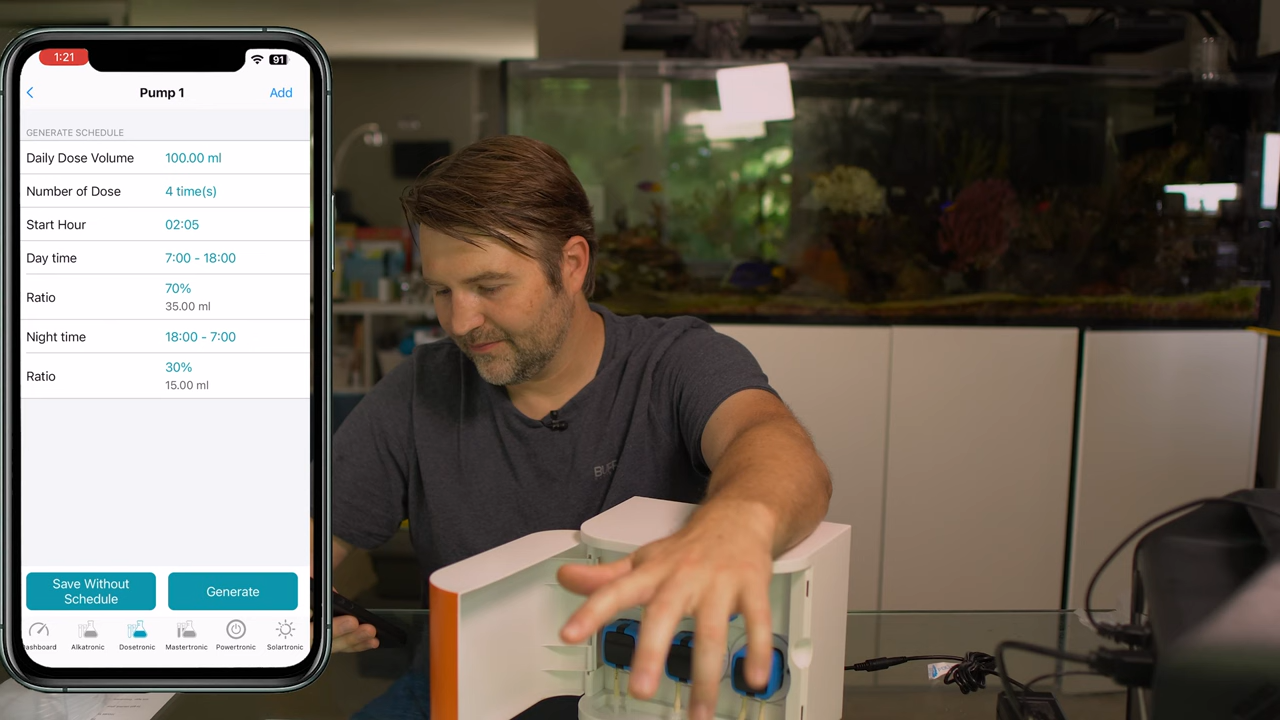 1:21
91
Pump 1
Add
GENERATE SCHEDULE
Daily Dose Volume 100.00 ml
Number of Dose 4 time(s)
Start Hour 02:05
Day time 7:00 - 18:00
Ratio 70%
35.00 ml
Night time 18:00 - 7:00
Ratio 30%
15.00 ml
Save Without
Schedule
Generate
ashboard Alkatronic Dosetronic Mastertronic Powertronic Solartronic